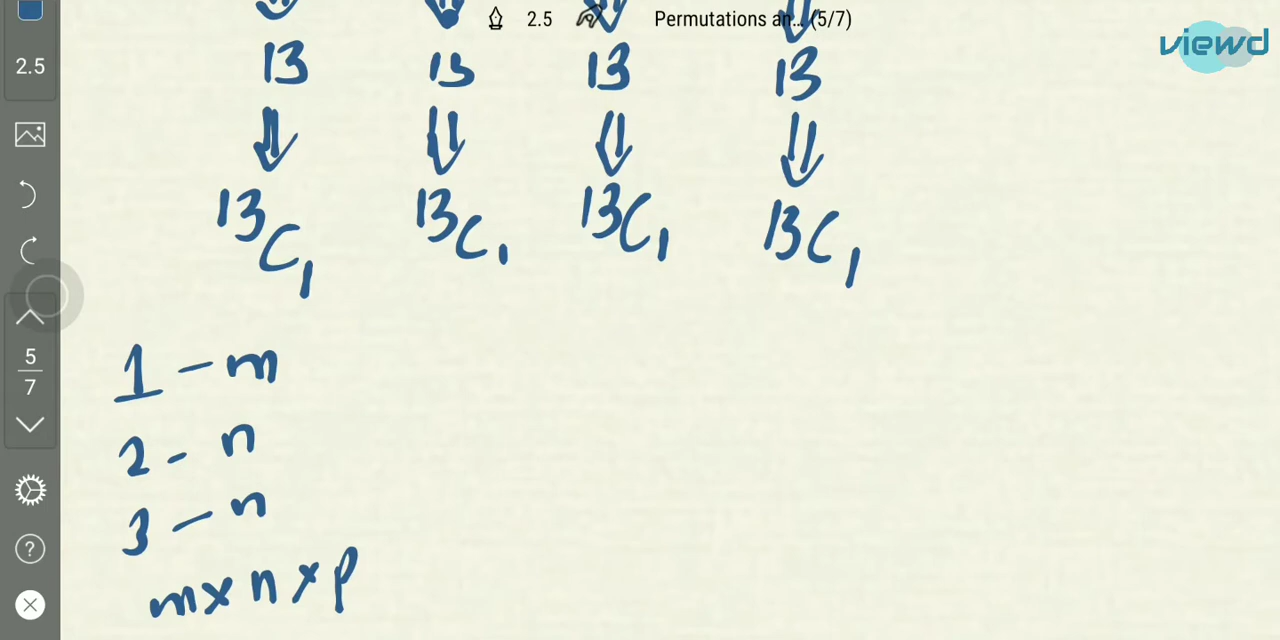 2.5 Permutations an... (5/7)
viewd
2.5
13 13 13 13
13C1 13C1 13C1 13C1
5
7
1 - m
2 - n
3 - n
m x n x p
?